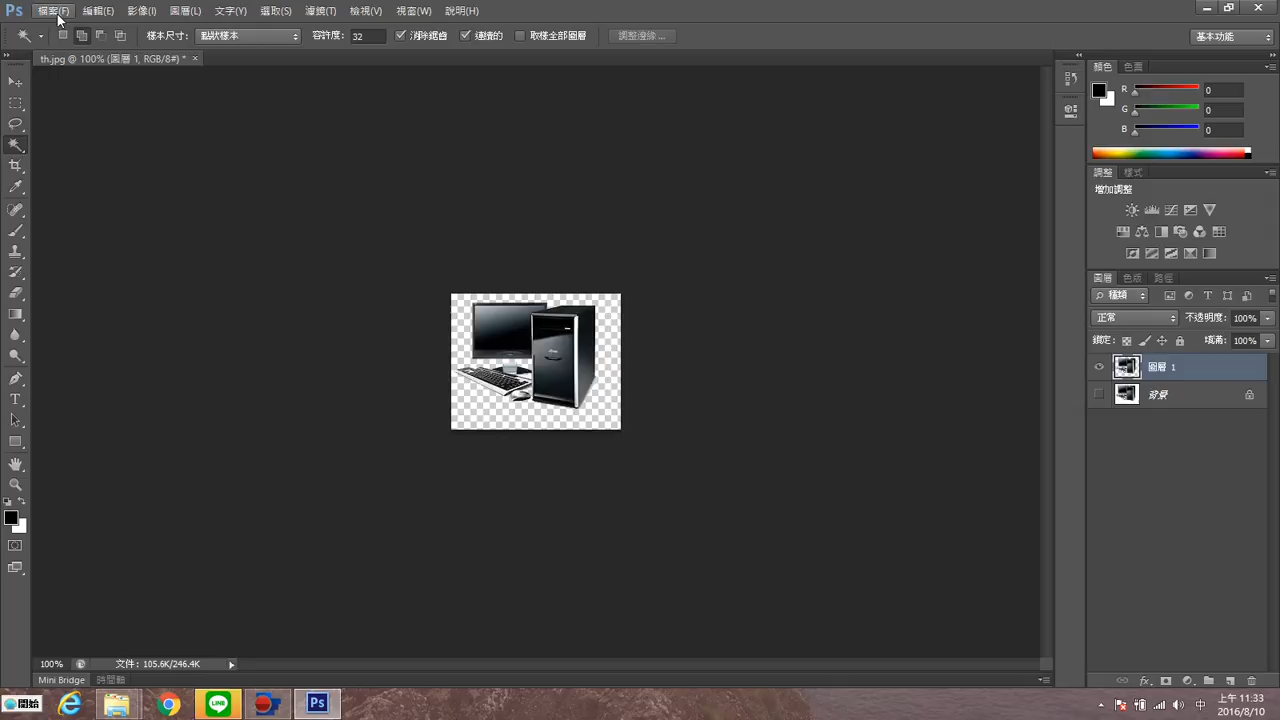 Ps 檔案(F) 編輯(E) 影像(I) 圖層(L) 文字(Y) 選取(S) 濾鏡(T) 檢視(V) 視窗(W) 說明(H)
樣本尺寸: 點狀樣本 容許度: 32 消除鋸齒 連續的 取樣全部圖層 調整邊緣... 基本功能
th.jpg @ 100% (圖層 1, RGB/8#) * ×
顏色 色票
R 0
G 0
B 0
調整 樣式
增加調整
圖層 色版 路徑
種類
正常 不透明度: 100%
鎖定: 填滿: 100%
圖層 1
背景
100% 文件: 105.6K/246.4K
Mini Bridge 時間軸
開始 LINE Ps 中 上午 11:33
2016/8/10